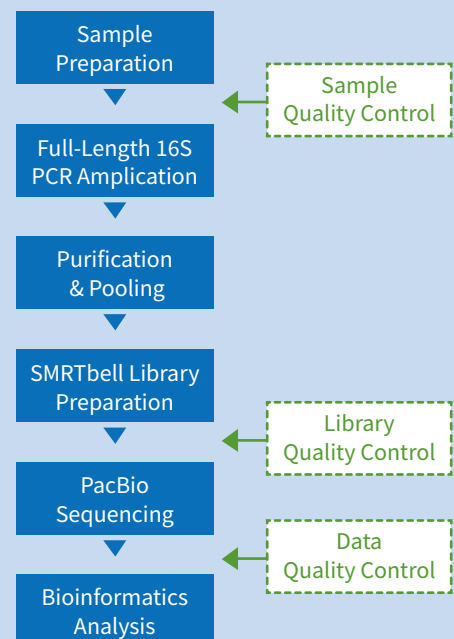 Sample
Preparation
Sample
Quality Control
Full-Length 16S
PCR Amplication
Purification
& Pooling
SMRTbell Library
Preparation
Library
Quality Control
PacBio
Sequencing
Data
Quality Control
Bioinformatics
Analysis